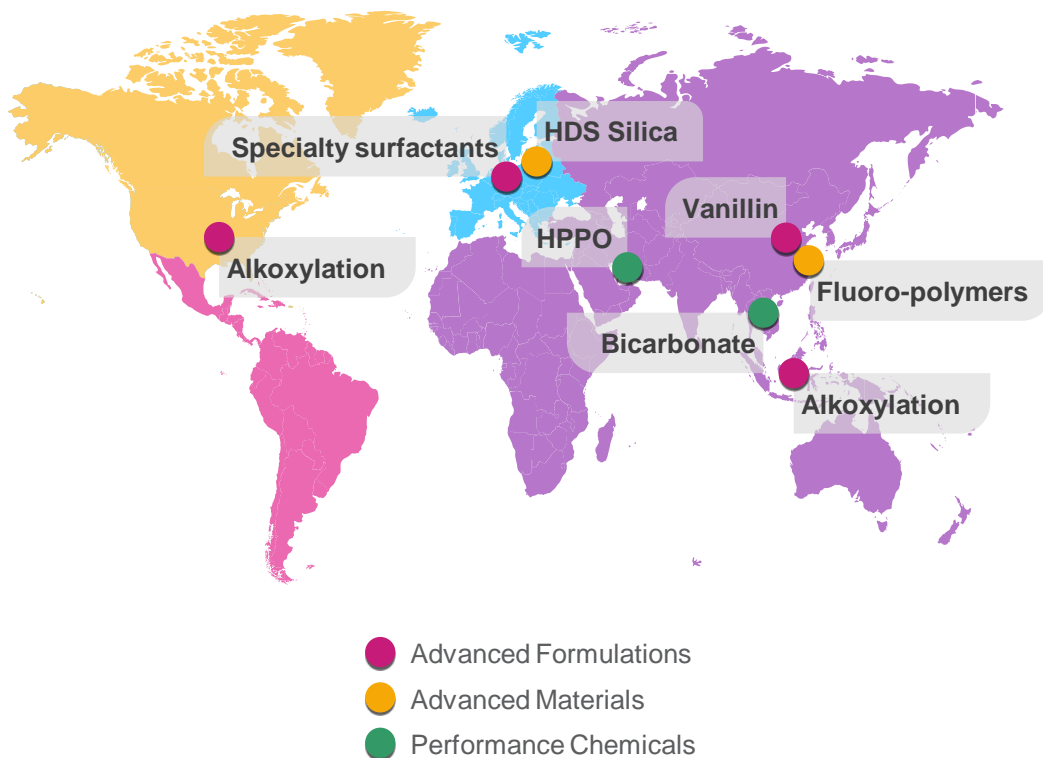 HDS Silica
Specialty surfactants
Vanillin
HPPO
Alkoxylation
Fluoro-polymers
Bicarbonate
Alkoxylation
Advanced Formulations
Advanced Materials
Performance Chemicals